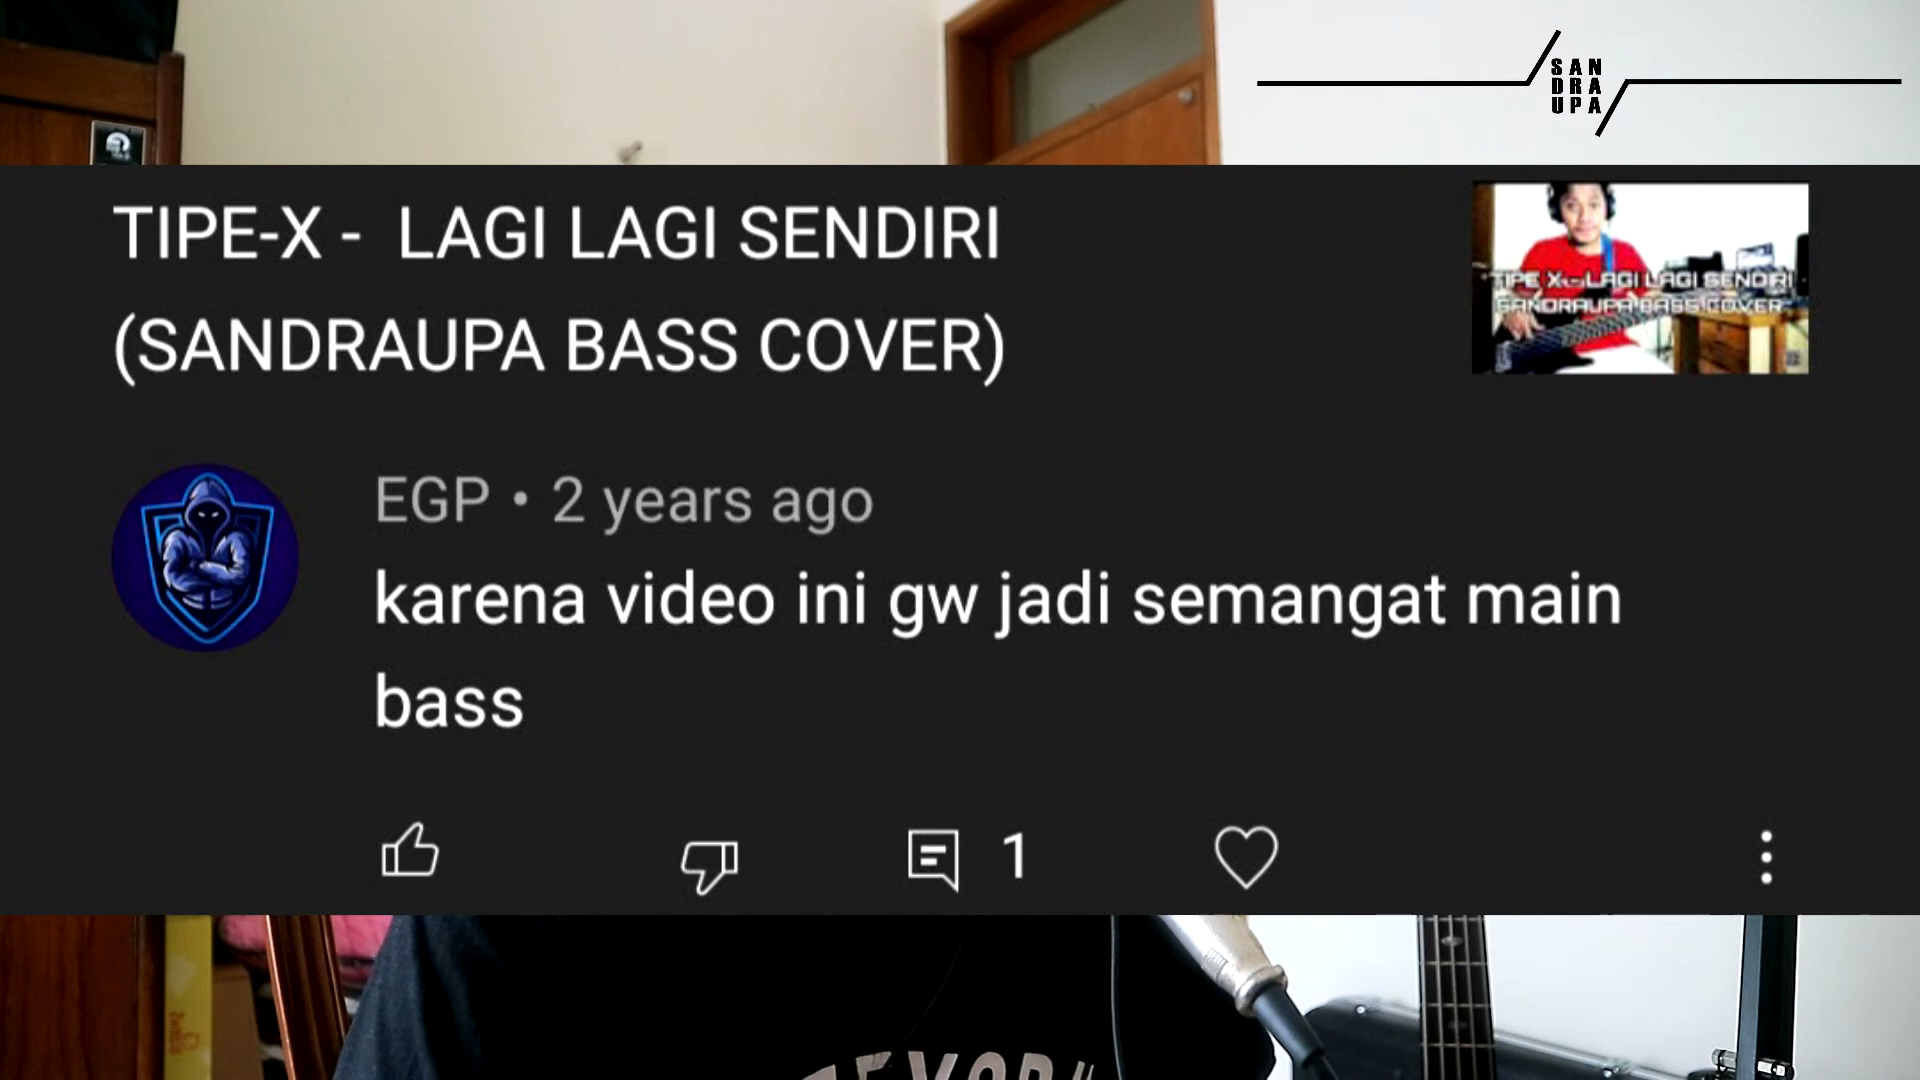 SAN
DRA
UPA
TIPE-X - LAGI LAGI SENDIRI
(SANDRAUPA BASS COVER)
TIPE X - LAGI LAGI SENDIRI
SANDRAUPA BASS COVER
EGP • 2 years ago
karena video ini gw jadi semangat main
bass
1